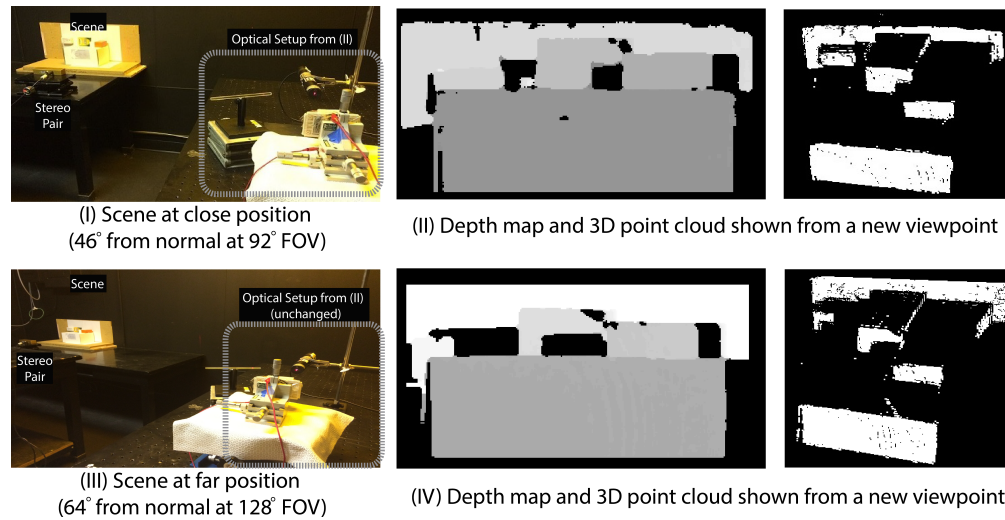 Scene
Optical Setup from (II)
Stereo
Pair
(I) Scene at close position
(46° from normal at 92° FOV)
(II) Depth map and 3D point cloud shown from a new viewpoint
Scene
Optical Setup from (II)
(unchanged)
Stereo
Pair
(III) Scene at far position
(64° from normal at 128° FOV)
(IV) Depth map and 3D point cloud shown from a new viewpoint